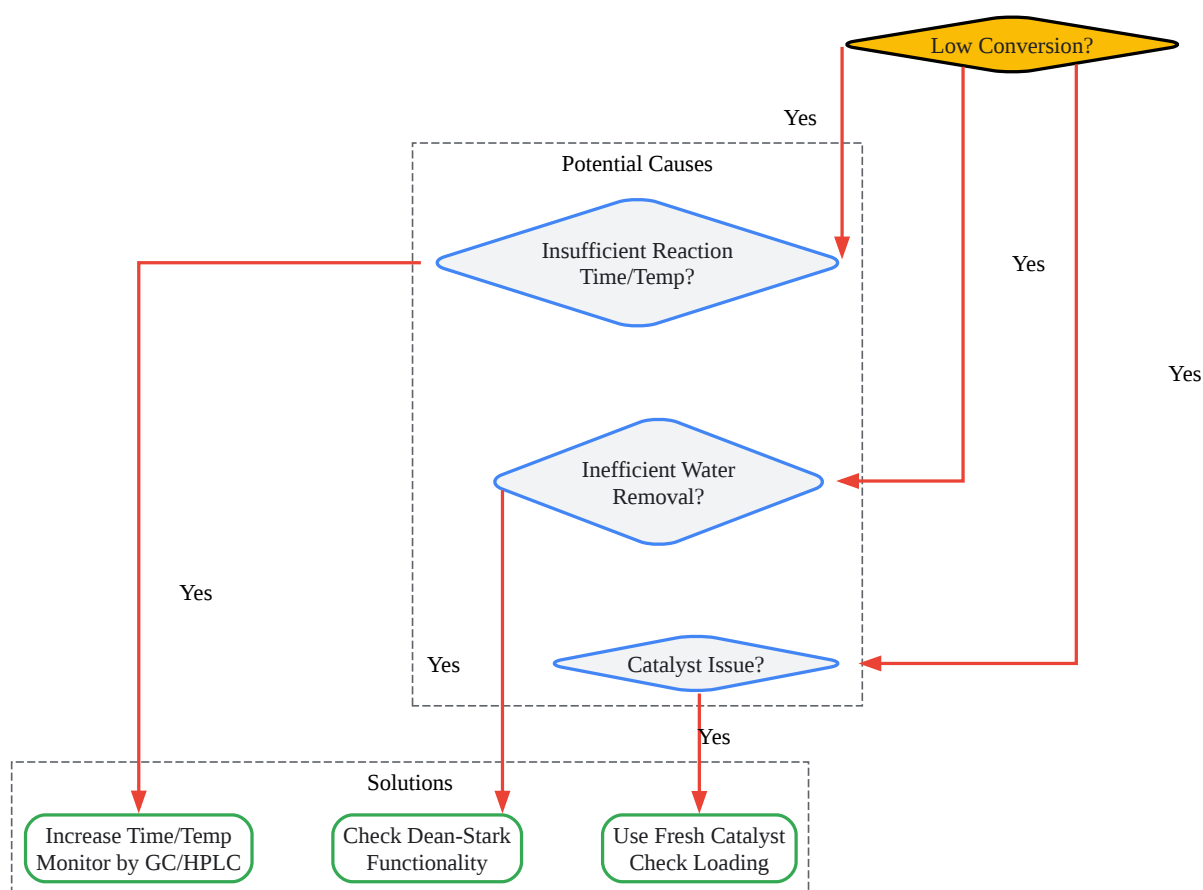 Low Conversion?
Yes
Potential Causes
Insufficient Reaction
Time/Temp?
Yes
Yes
Inefficient Water
Removal?
Yes
Yes
Catalyst Issue?
Yes
Solutions
Increase Time/Temp
Monitor by GC/HPLC
Check Dean-Stark
Functionality
Use Fresh Catalyst
Check Loading